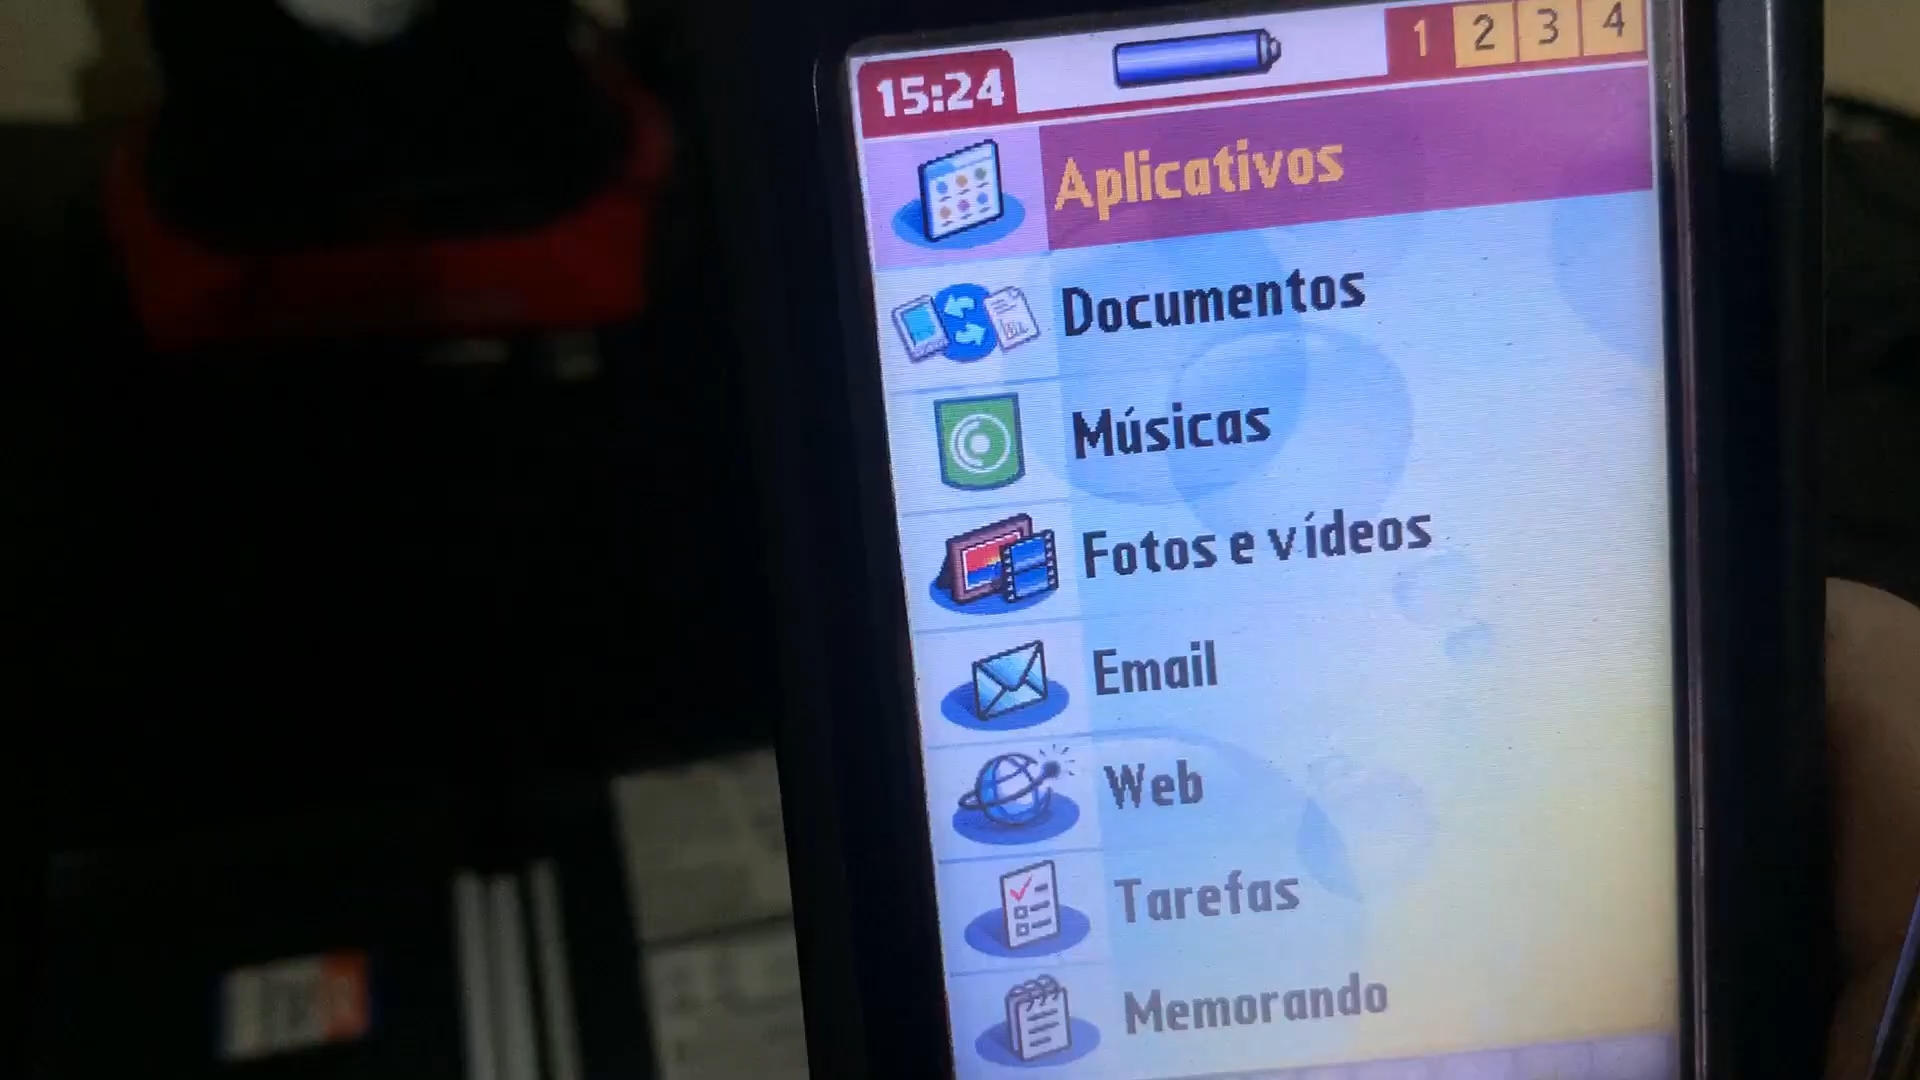 15:24
1 2 3 4
Aplicativos
Documentos
Músicas
Fotos e vídeos
Email
Web
Tarefas
Memorando